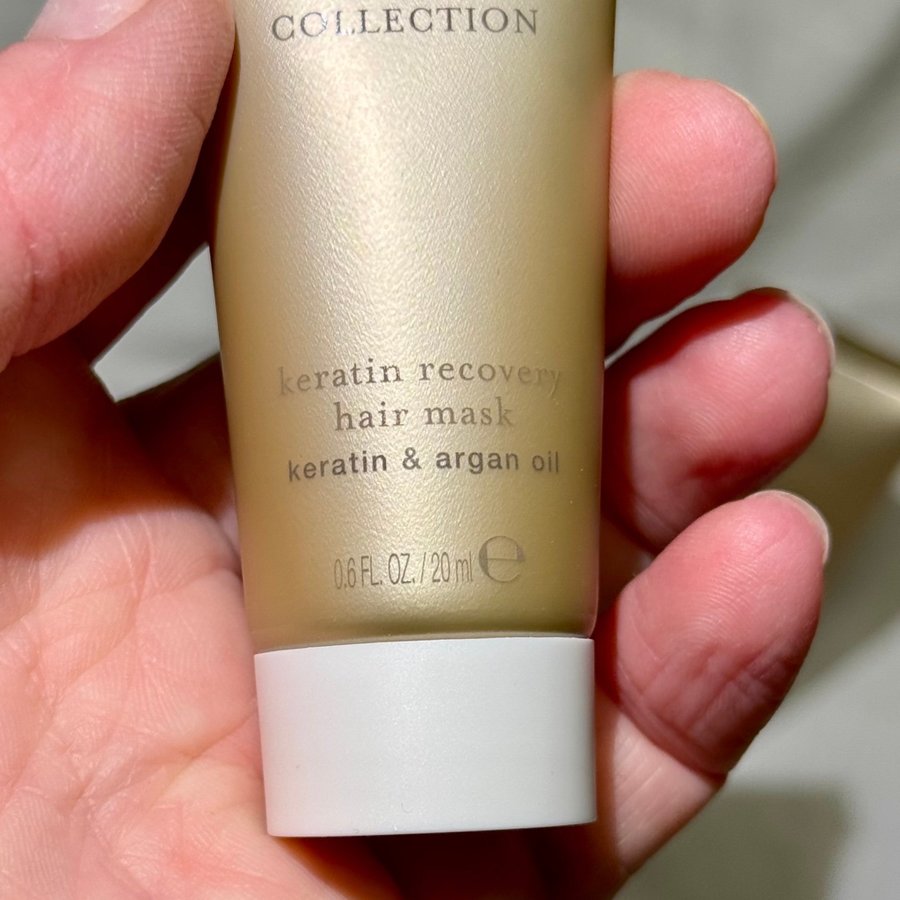 COLLECTION
keratin recovery
hair mask
keratin & argan oil
0.6 FL. OZ. / 20 ml ℮